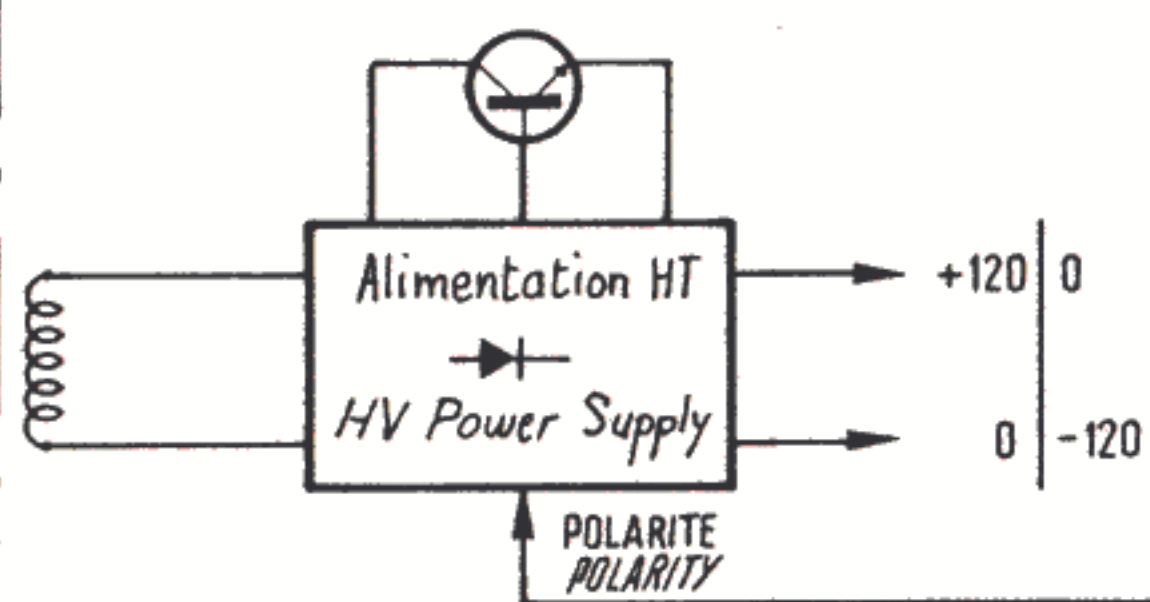 Alimentation HT
HV Power Supply
+120 0
0 -120
POLARITE
POLARITY